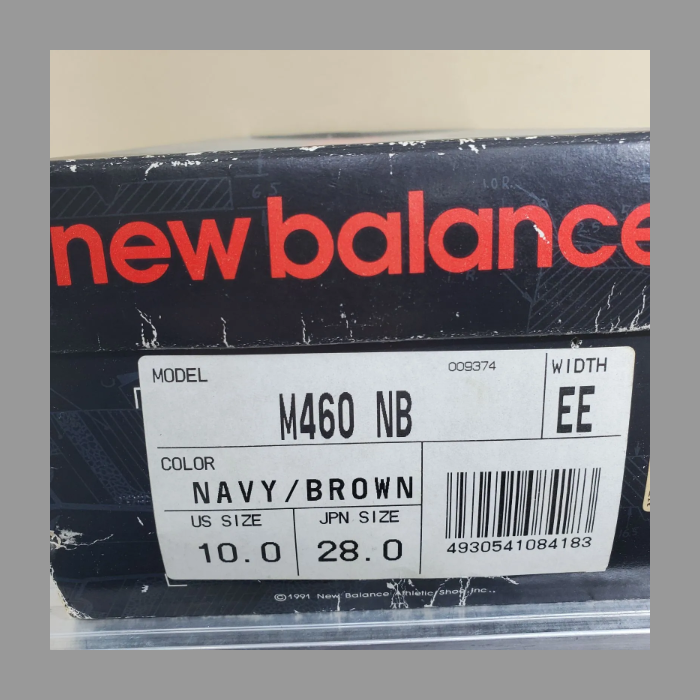 new balance
MODEL
009374
WIDTH
M460 NB
EE
COLOR
NAVY/BROWN
US SIZE
JPN SIZE
10.0
28.0
4930541084183
©1991 New Balance Athletic Shoe, Inc.,